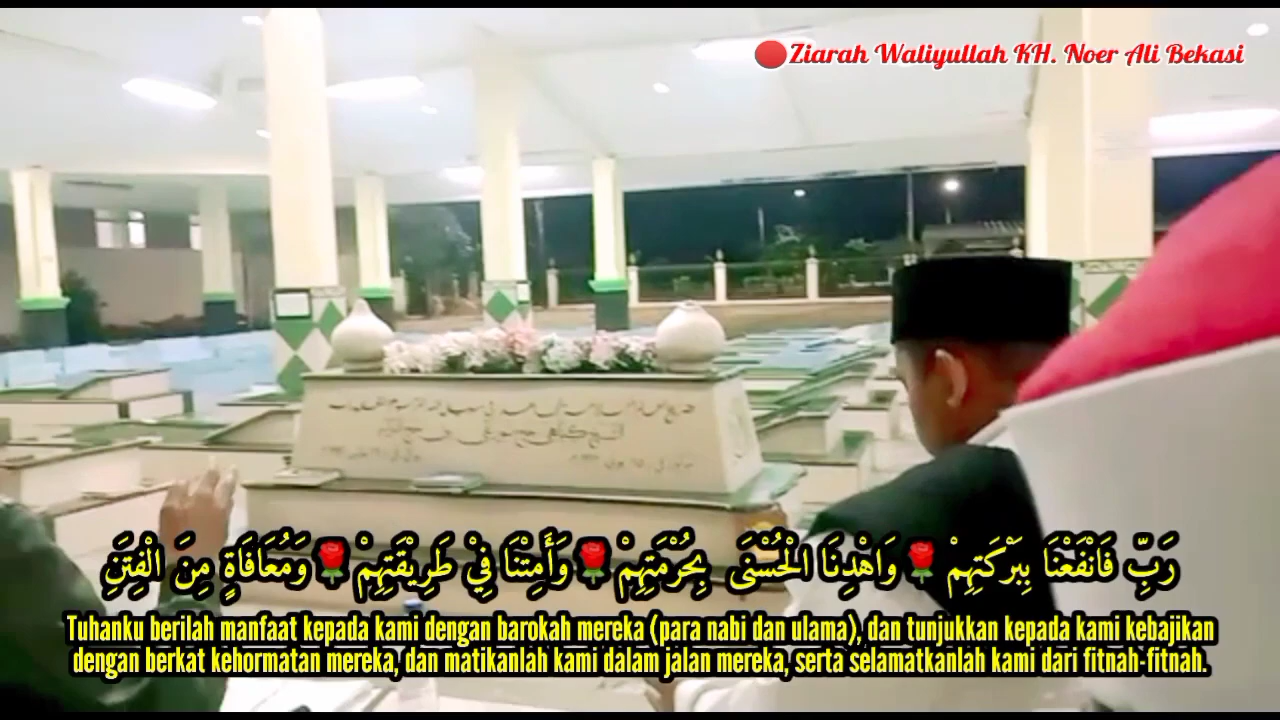 🔴Ziarah Waliyullah KH. Noer Ali Bekasi
رَبِّ فَانْفَعْنَا بِبَرْكَتِهِمْ🌹وَاهْدِنَا الْحُسْنَى بِحُرْمَتِهِمْ🌹وَأَمِتْنَا فِيْ طَرِيْقَتِهِمْ🌹وَمُعَافَاةٍ مِنَ الْفِتَنِ
Tuhanku berilah manfaat kepada kami dengan barokah mereka (para nabi dan ulama), dan tunjukkan kepada kami kebajikan
dengan berkat kehormatan mereka, dan matikanlah kami dalam jalan mereka, serta selamatkanlah kami dari fitnah-fitnah.